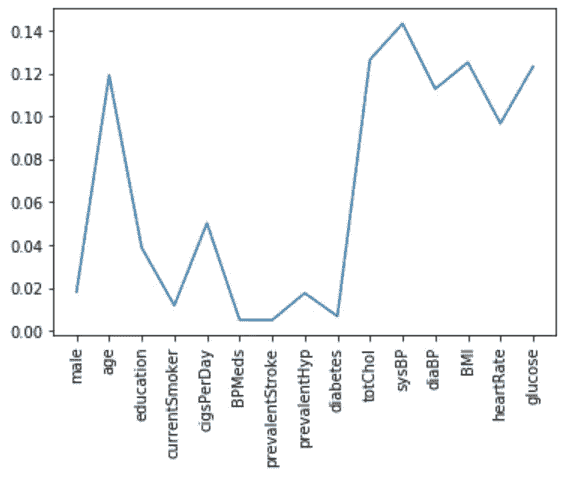 0.14
0.12
0.10
0.08
0.06
0.04
0.02
0.00
male
age
education
currentSmoker
cigsPerDay
BPMeds
prevalentStroke
prevalentHyp
diabetes
totChol
sysBP
diaBP
BMI
heartRate
glucose